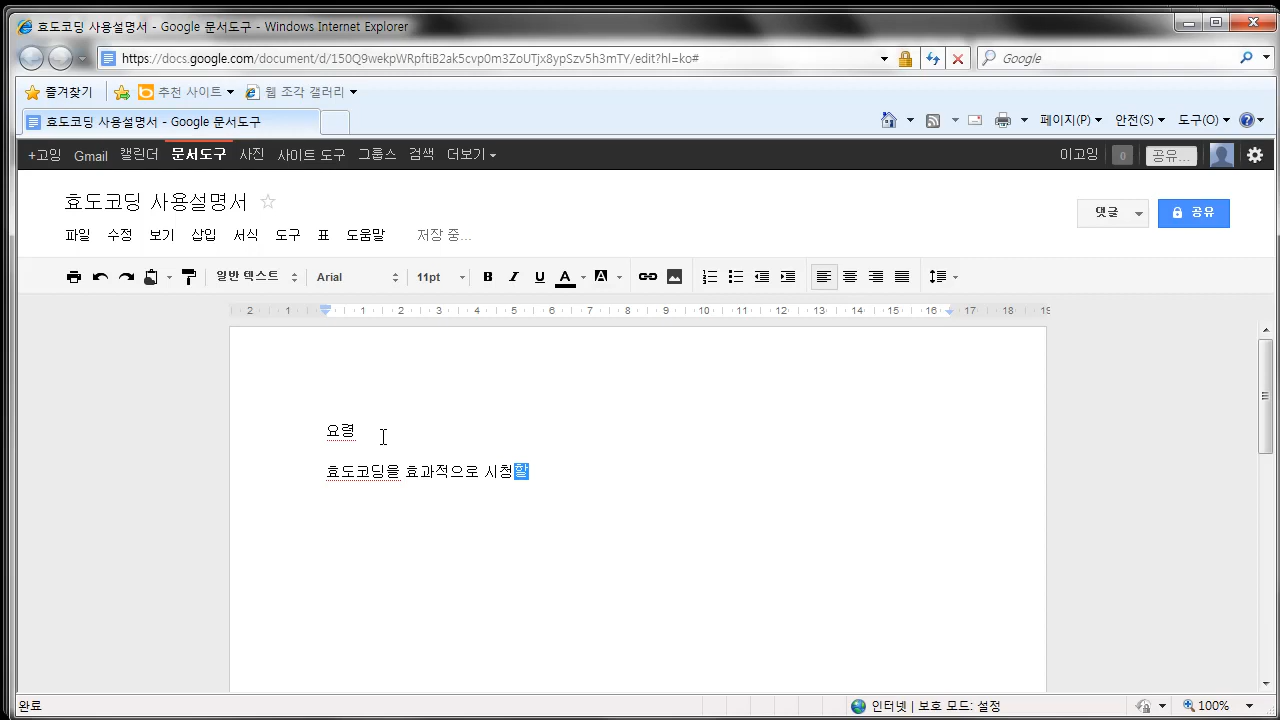 효도코딩 사용설명서 - Google 문서도구 - Windows Internet Explorer
https://docs.google.com/document/d/150Q9wekpWRpftiB2ak5cvp0m3ZoUTjx8ypSzv5h3mTY/edit?hl=ko#
Google
즐겨찾기 추천 사이트 웹 조각 갤러리
효도코딩 사용설명서 - Google 문서도구
페이지(P) 안전(S) 도구(O)
+고잉 Gmail 캘린더 문서도구 사진 사이트 도구 그룹스 검색 더보기 이고잉 0 공유...
효도코딩 사용설명서
댓글 공유
파일 수정 보기 삽입 서식 도구 표 도움말 저장 중...
일반 텍스트 Arial 11pt B I U A A
2 1 1 2 3 4 5 6 7 8 9 10 11 12 13 14 15 16 17 18 19
요령
효도코딩을 효과적으로 시청할
완료 인터넷 | 보호 모드: 설정 100%